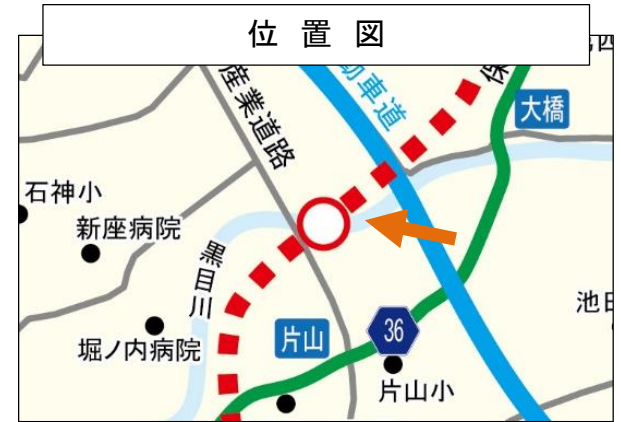 位 置 図
産業道路
動車道
保
大橋
石神小
新座病院
黒目川
堀ノ内病院
片山
36
片山小
池田